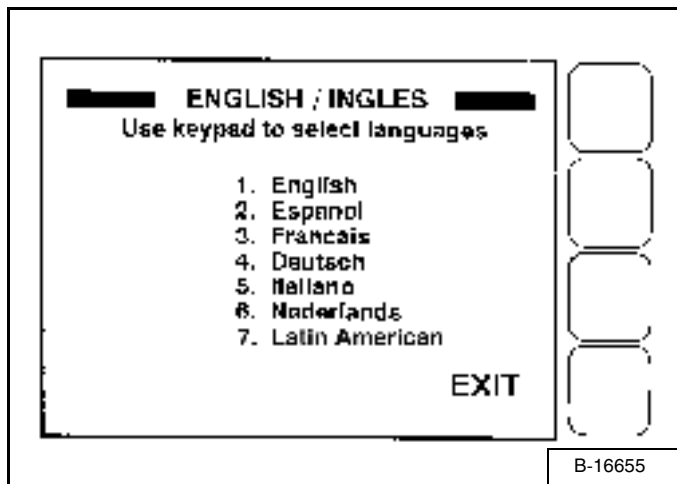 ENGLISH / INGLES
Use keypad to select languages
1. English
2. Espanol
3. Francais
4. Deutsch
5. Italiano
6. Nederlands
7. Latin American
EXIT
B-16655